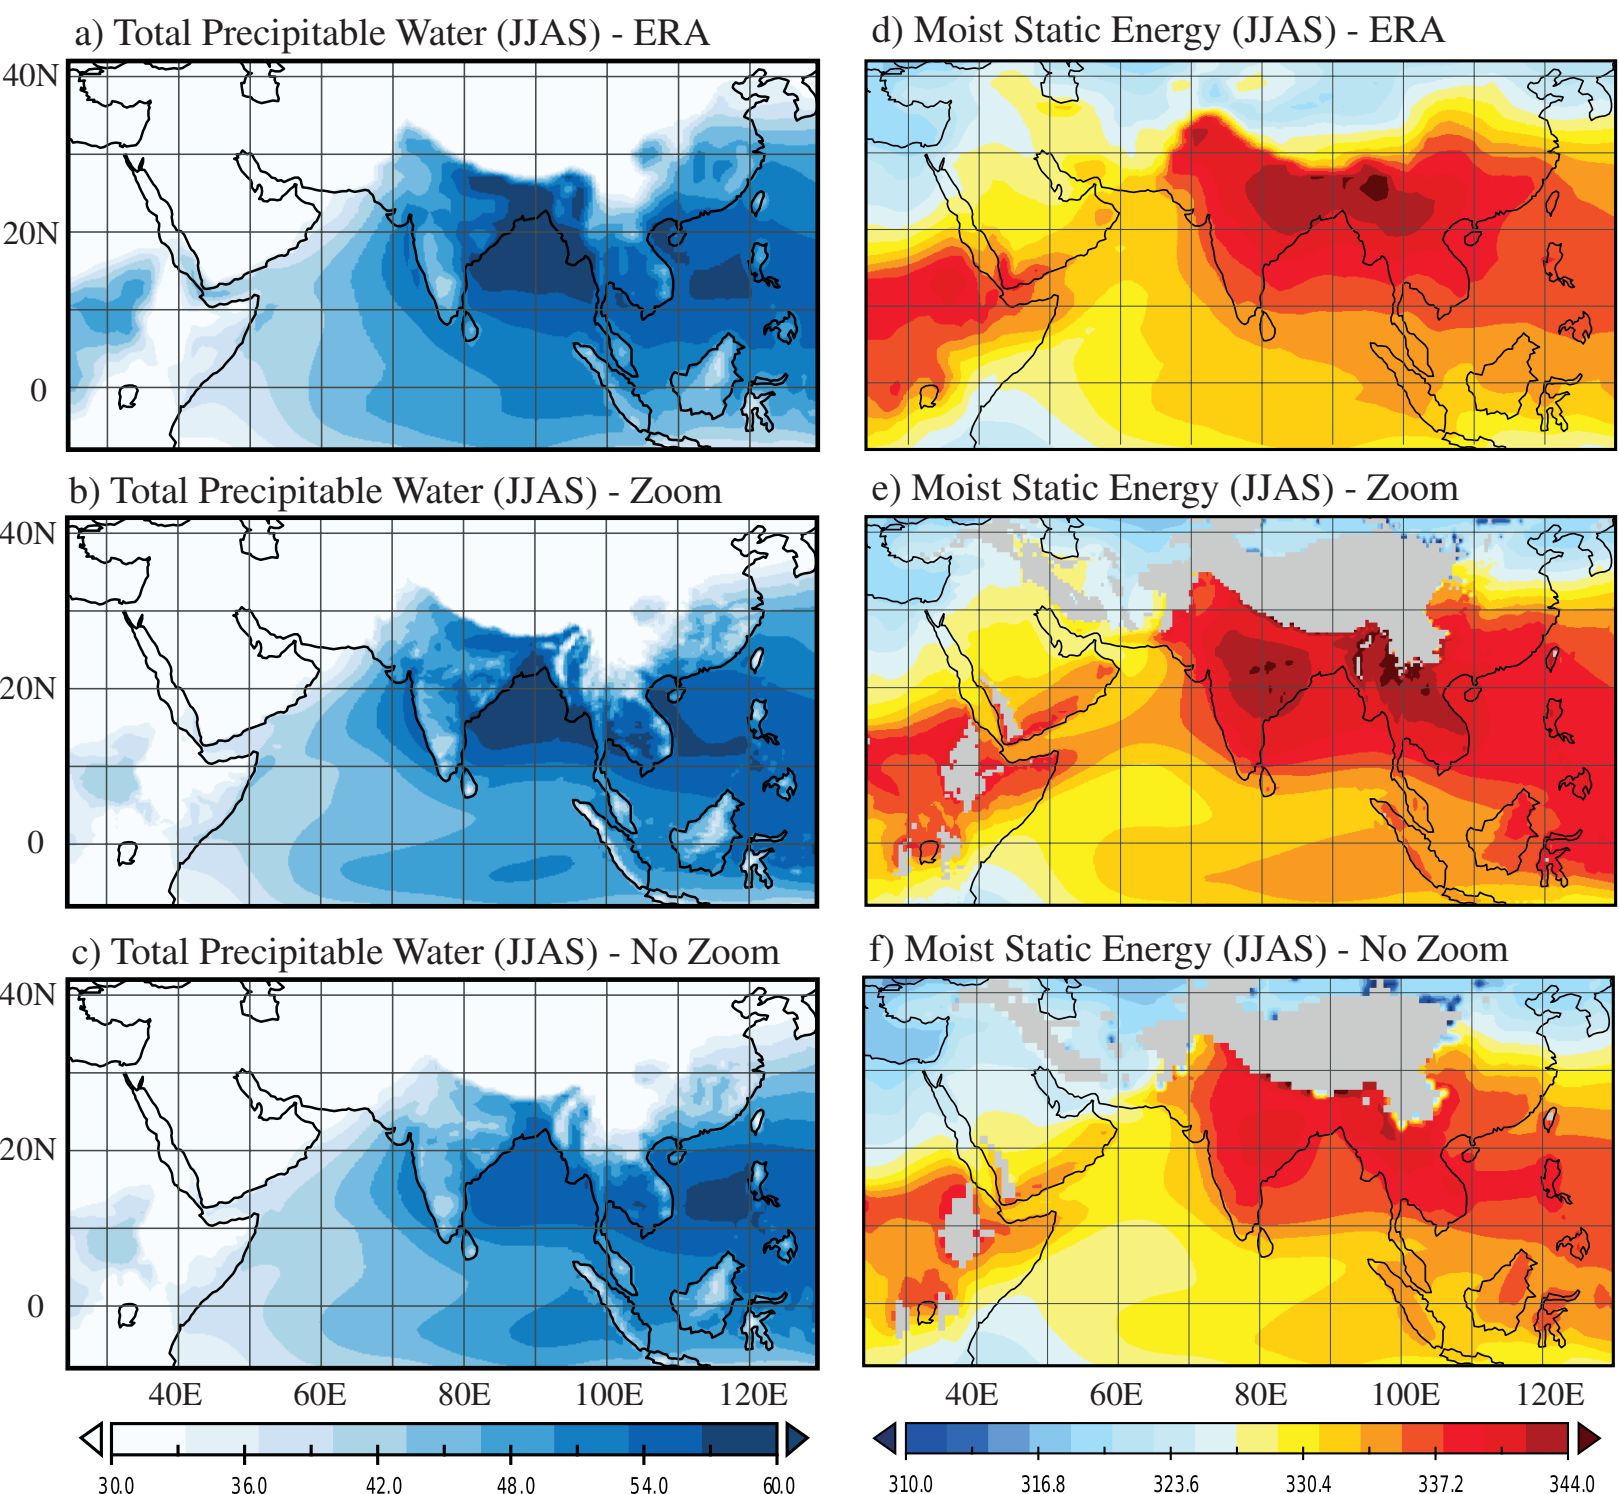 a) Total Precipitable Water (JJAS) - ERA
d) Moist Static Energy (JJAS) - ERA
40N
20N
0
b) Total Precipitable Water (JJAS) - Zoom
e) Moist Static Energy (JJAS) - Zoom
40N
20N
0
c) Total Precipitable Water (JJAS) - No Zoom
f) Moist Static Energy (JJAS) - No Zoom
40N
20N
0
40E 60E 80E 100E 120E
40E 60E 80E 100E 120E
30.0 36.0 42.0 48.0 54.0 60.0
310.0 316.8 323.6 330.4 337.2 344.0